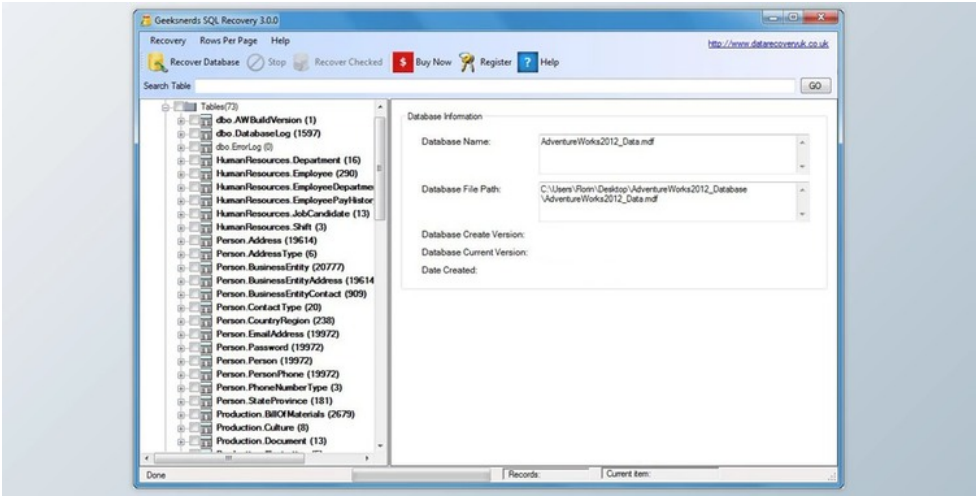 Geeksnerds SQL Recovery 3.0.0
Recovery Rows Per Page Help
http://www.datarecoveryuk.co.uk
Recover Database Stop Recover Checked $ Buy Now Register ? Help
Search Table GO
Tables(73)
dbo.AWBuildVersion (1)
dbo.DatabaseLog (1597)
dbo.ErrorLog (0)
HumanResources.Department (16)
HumanResources.Employee (290)
HumanResources.EmployeeDepartme
HumanResources.EmployeePayHistor
HumanResources.JobCandidate (13)
HumanResources.Shift (3)
Person.Address (19614)
Person.AddressType (6)
Person.BusinessEntity (20777)
Person.BusinessEntityAddress (19614
Person.BusinessEntityContact (909)
Person.ContactType (20)
Person.CountryRegion (238)
Person.EmailAddress (19972)
Person.Password (19972)
Person.Person (19972)
Person.PersonPhone (19972)
Person.PhoneNumberType (3)
Person.StateProvince (181)
Production.BillOfMaterials (2679)
Production.Culture (8)
Production.Document (13)
Database Information
Database Name: AdventureWorks2012_Data.mdf
Database File Path: C:\Users\Florin\Desktop\AdventureWorks2012_Database
\AdventureWorks2012_Data.mdf
Database Create Version:
Database Current Version:
Date Created:
Done Records: Current item: